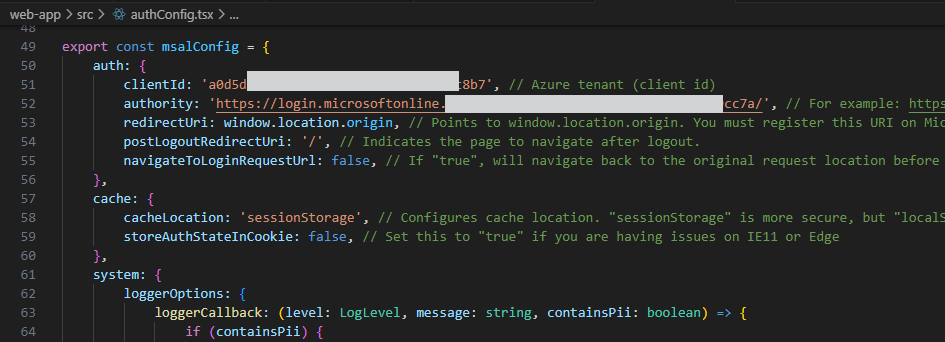 web-app > src > authConfig.tsx > ...
48
49 export const msalConfig = {
50 auth: {
51 clientId: 'a0d5d :8b7', // Azure tenant (client id)
52 authority: 'https://login.microsoftonline. cc7a/', // For example: https
53 redirectUri: window.location.origin, // Points to window.location.origin. You must register this URI on Mic
54 postLogoutRedirectUri: '/', // Indicates the page to navigate after logout.
55 navigateToLoginRequestUrl: false, // If "true", will navigate back to the original request location before
56 },
57 cache: {
58 cacheLocation: 'sessionStorage', // Configures cache location. "sessionStorage" is more secure, but "localS
59 storeAuthStateInCookie: false, // Set this to "true" if you are having issues on IE11 or Edge
60 },
61 system: {
62 loggerOptions: {
63 loggerCallback: (level: LogLevel, message: string, containsPii: boolean) => {
64 if (containsPii) {